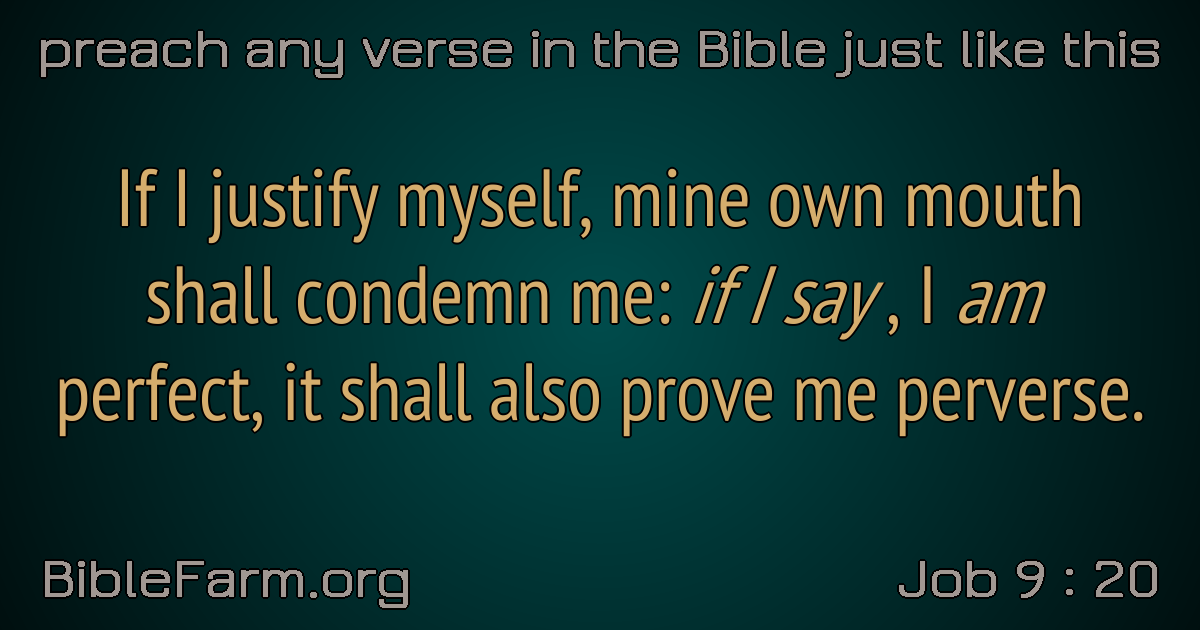 preach any verse in the Bible just like this
If I justify myself, mine own mouth
shall condemn me: if I say , I am
perfect, it shall also prove me perverse.
BibleFarm.org
Job 9 : 20